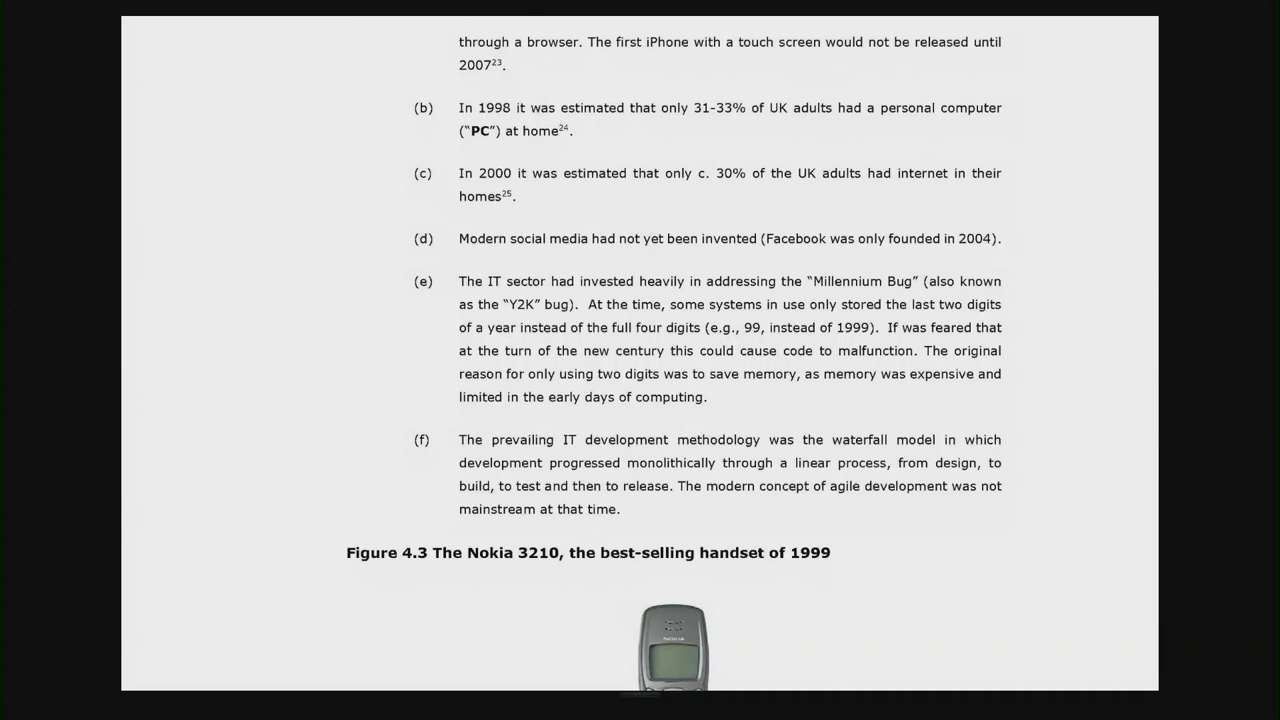 through a browser. The first iPhone with a touch screen would not be released until
2007²³.
(b) In 1998 it was estimated that only 31-33% of UK adults had a personal computer
("PC") at home²⁴.
(c) In 2000 it was estimated that only c. 30% of the UK adults had internet in their
homes²⁵.
(d) Modern social media had not yet been invented (Facebook was only founded in 2004).
(e) The IT sector had invested heavily in addressing the “Millennium Bug” (also known
as the “Y2K” bug). At the time, some systems in use only stored the last two digits
of a year instead of the full four digits (e.g., 99, instead of 1999). If was feared that
at the turn of the new century this could cause code to malfunction. The original
reason for only using two digits was to save memory, as memory was expensive and
limited in the early days of computing.
(f) The prevailing IT development methodology was the waterfall model in which
development progressed monolithically through a linear process, from design, to
build, to test and then to release. The modern concept of agile development was not
mainstream at that time.
Figure 4.3 The Nokia 3210, the best-selling handset of 1999
NOKIA